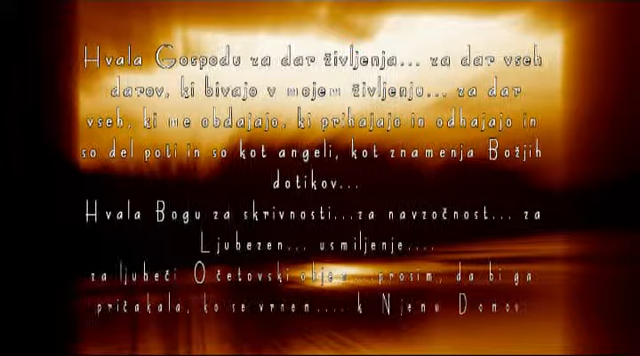 Hvala Gospodu za dar življenja... za dar vseh
darov, ki bivajo v mojem življenju... za dar
vseh, ki me obdajajo, ki prihajajo in odhajajo in
so del poti in so kot angeli, kot znamenja Božjih
dotikov...
Hvala Bogu za skrivnosti...za navzočnost... za
Ljubezen... usmiljenje....
za ljubeči Očetovski objem...prosim, da bi ga
pričakala, ko se vrnem.... k Njemu Domov